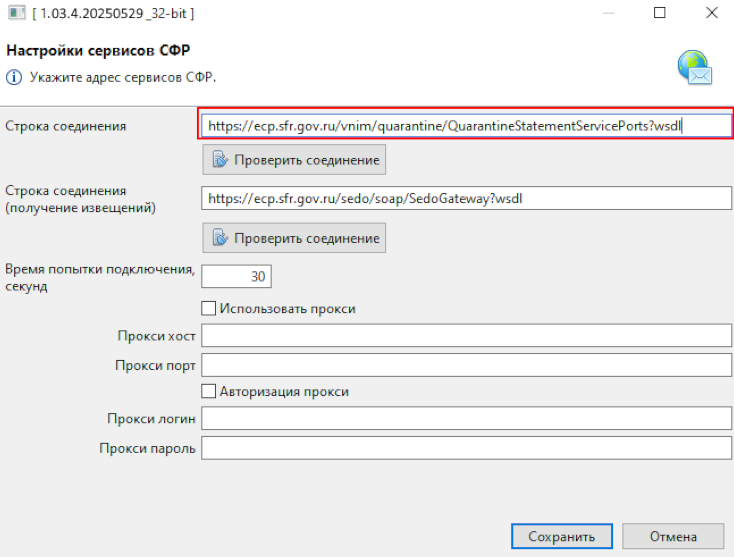 [ 1.03.4.20250529_32-bit ]
Настройки сервисов СФР
Укажите адрес сервисов СФР.
Строка соединения
https://ecp.sfr.gov.ru/vnim/quarantine/QuarantineStatementServicePorts?wsdl
Проверить соединение
Строка соединения
(получение извещений)
https://ecp.sfr.gov.ru/sedo/soap/SedoGateway?wsdl
Проверить соединение
Время попытки подключения,
секунд
30
Использовать прокси
Прокси хост
Прокси порт
Авторизация прокси
Прокси логин
Прокси пароль
Сохранить
Отмена